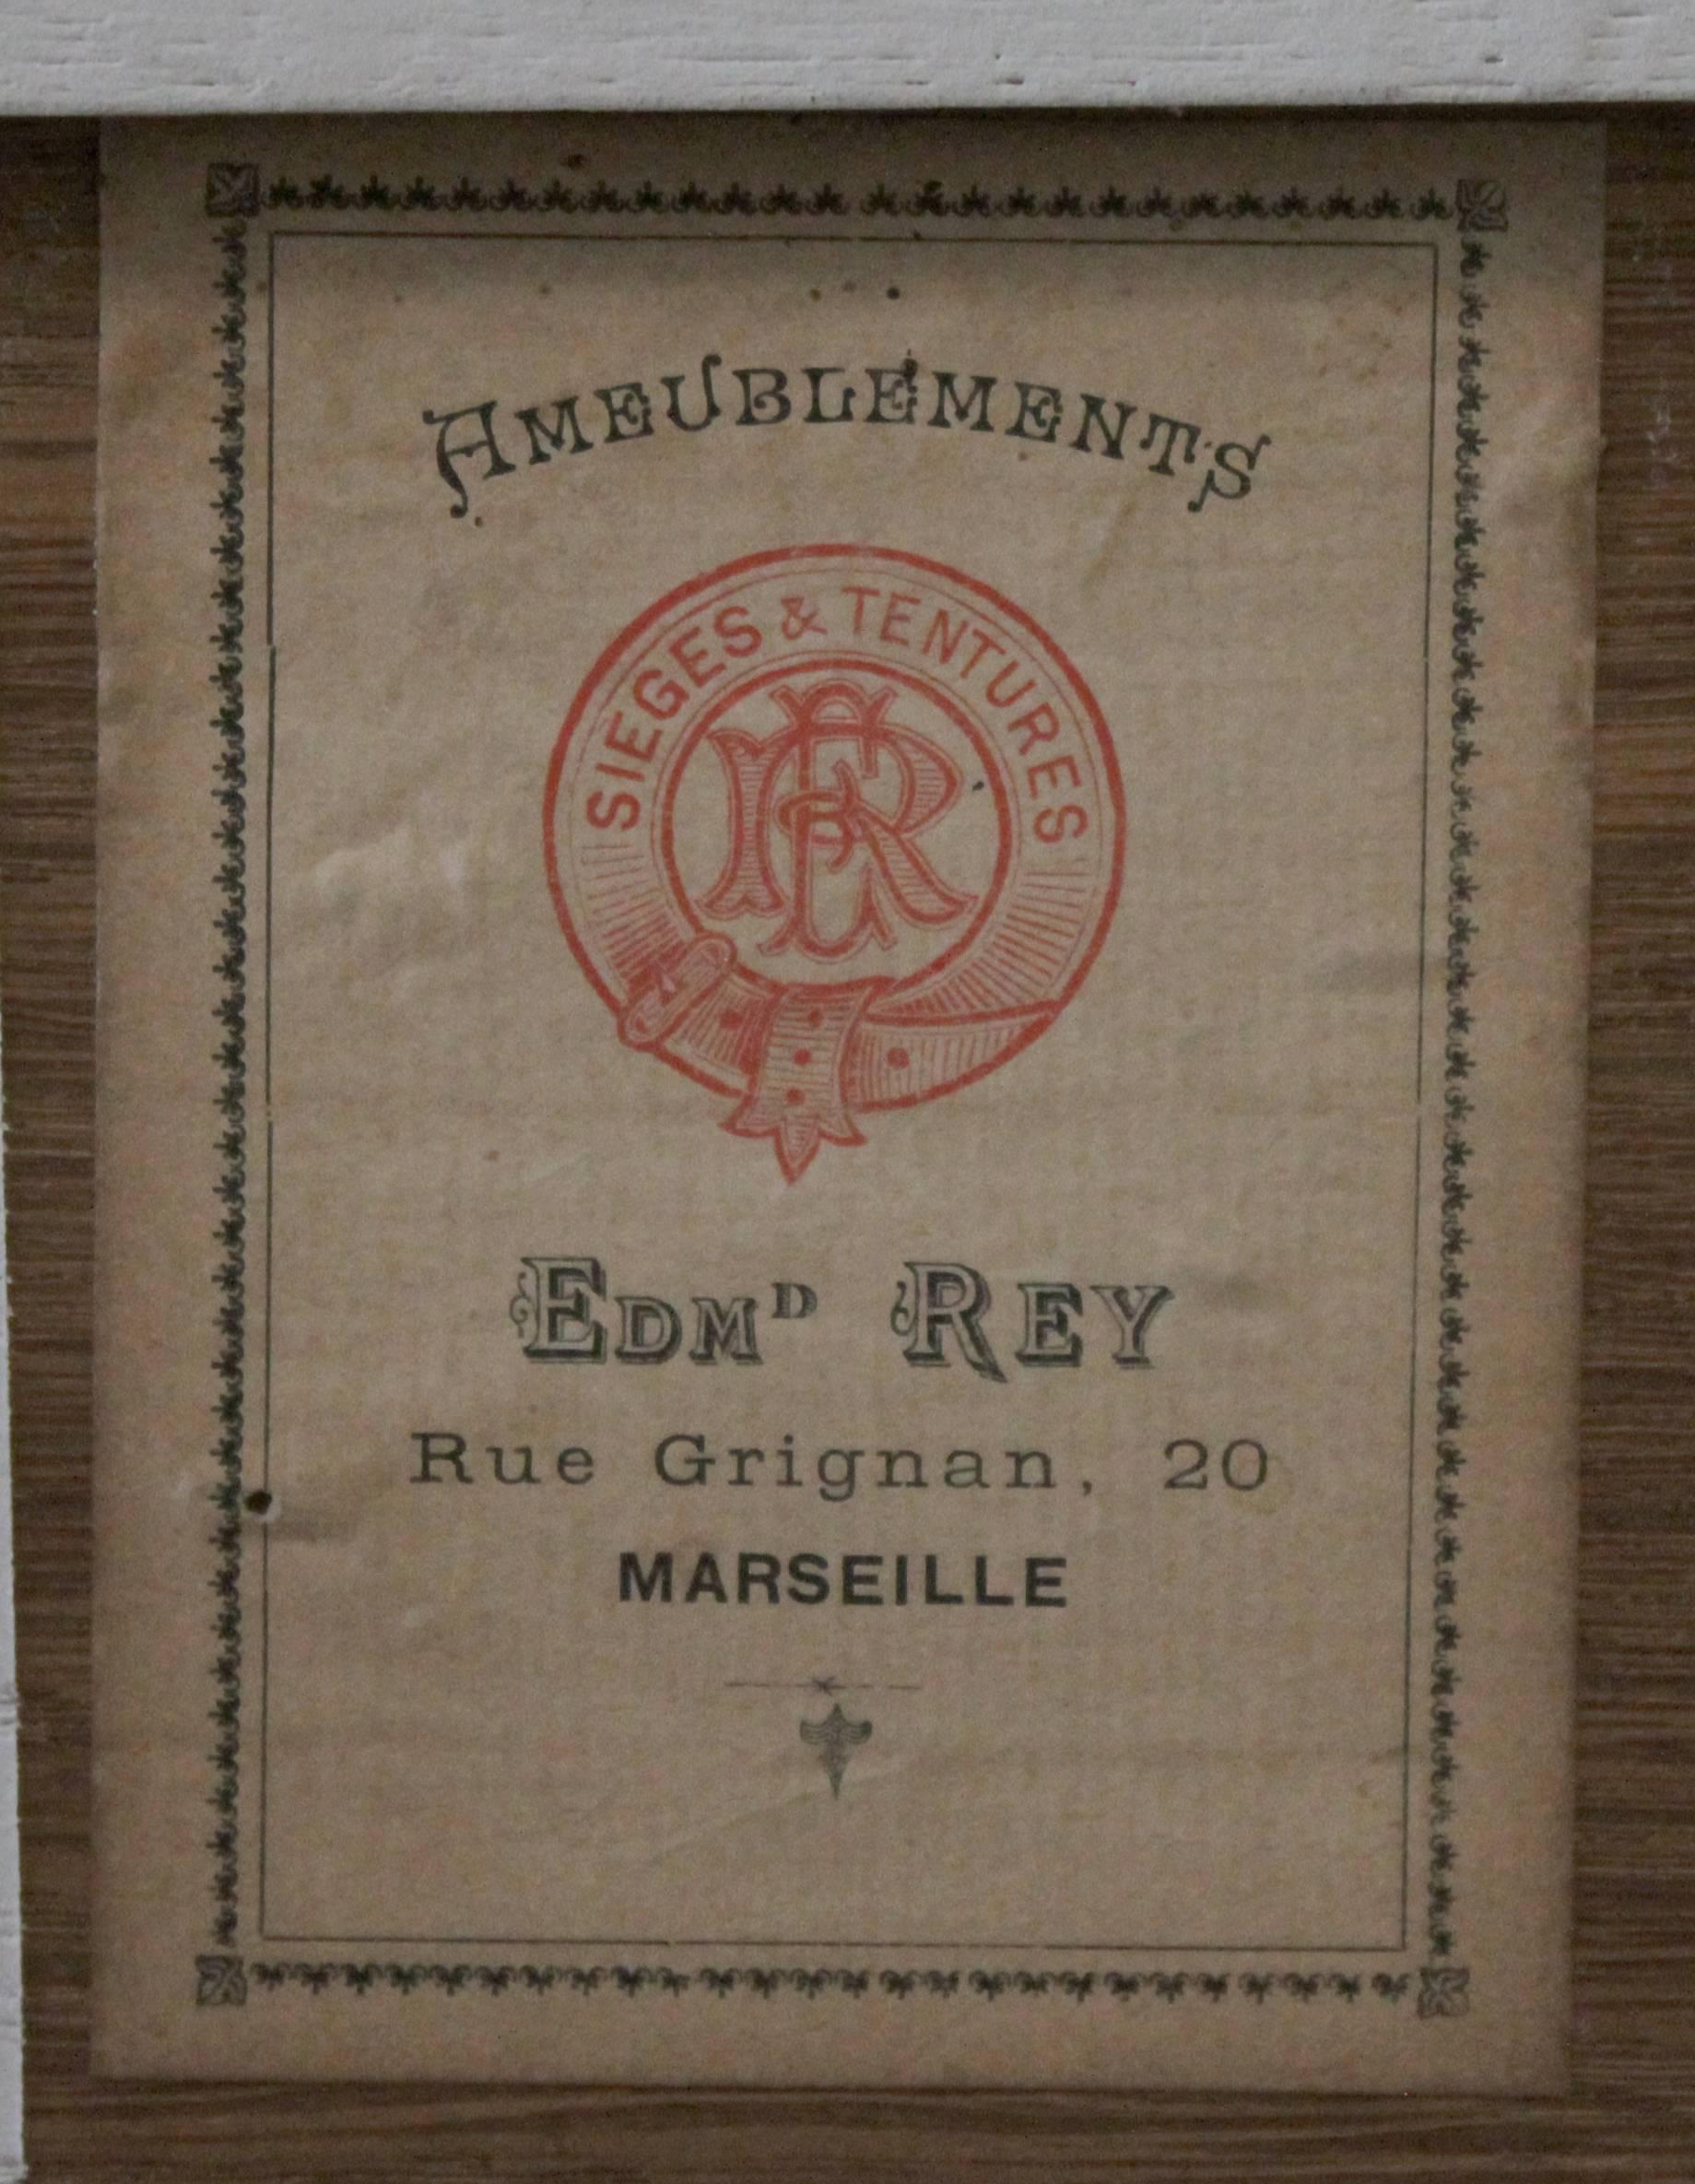 AMEUBLEMENTS
SIEGES & TENTURES
ER
EDMD REY
Rue Grignan, 20
MARSEILLE